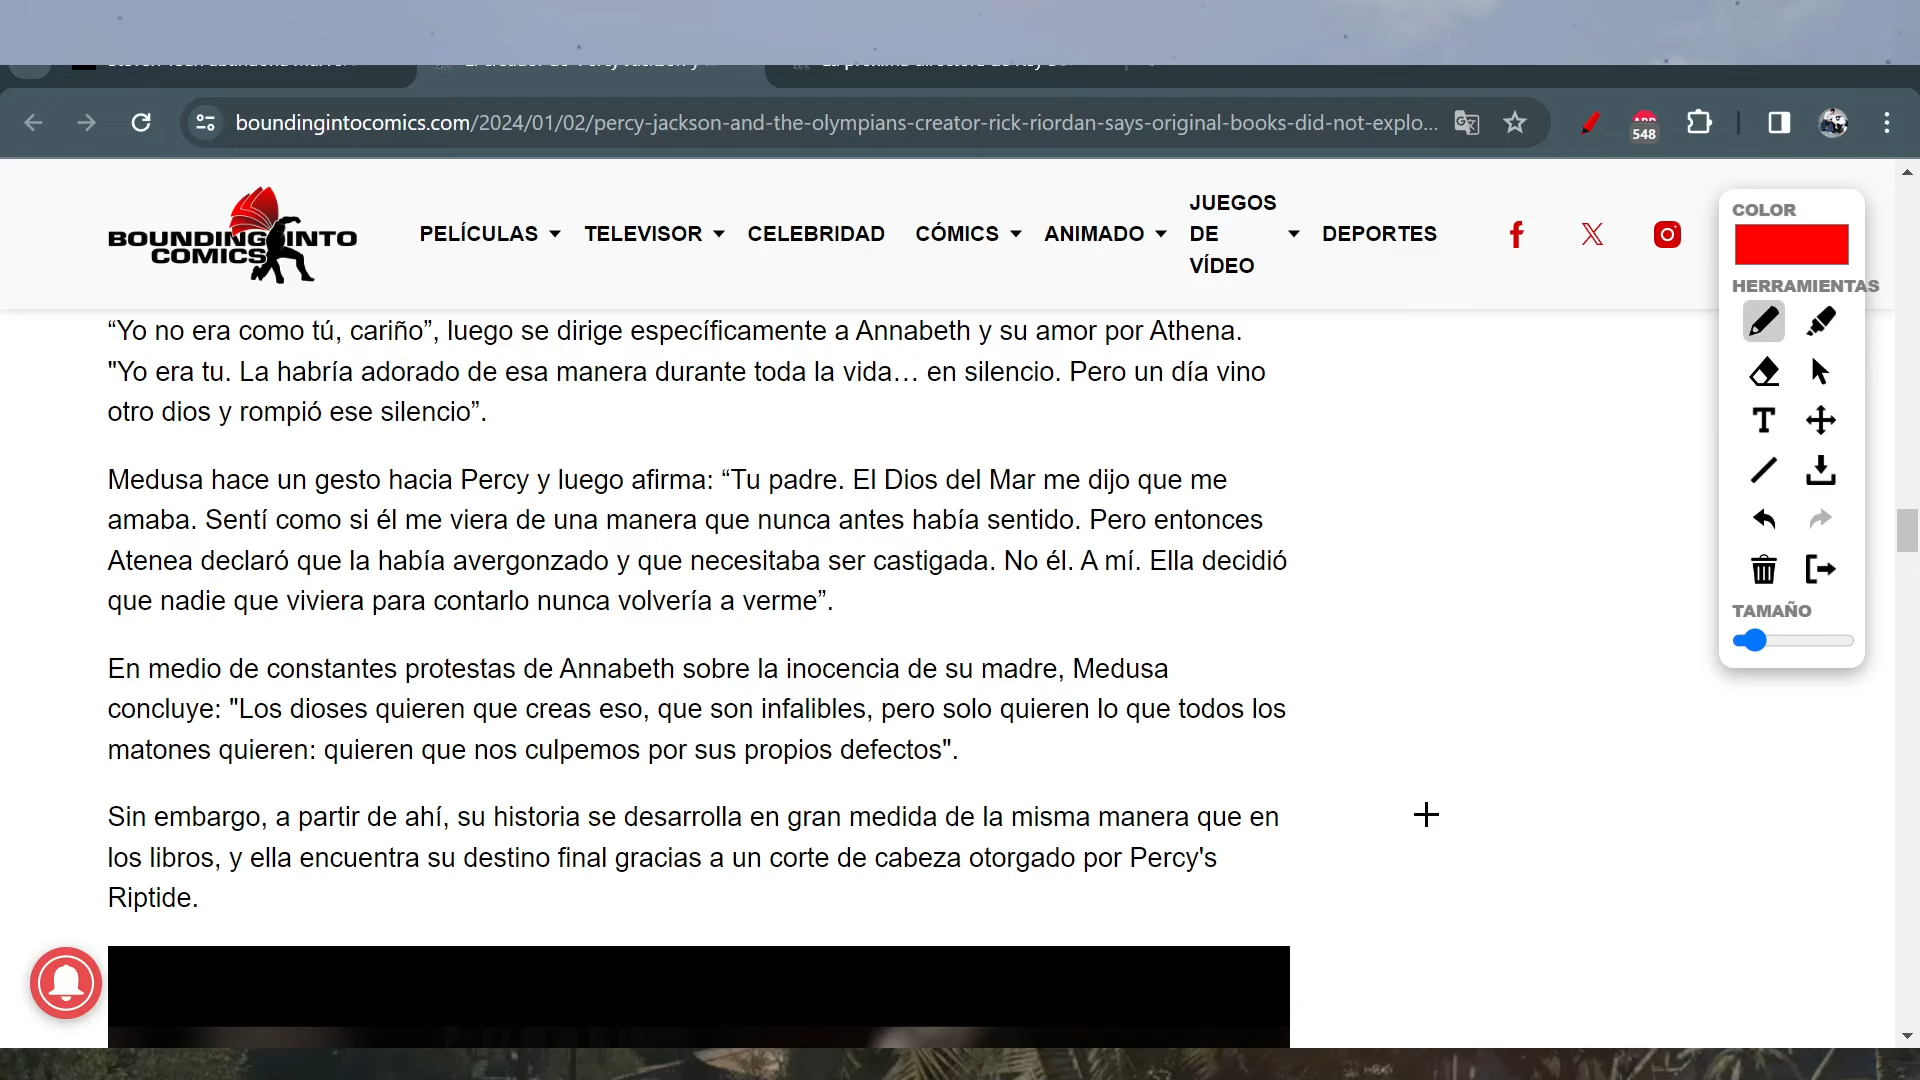 boundingintocomics.com/2024/01/02/percy-jackson-and-the-olympians-creator-rick-riordan-says-original-books-did-not-explo...
548
BOUNDING INTO
COMICS
PELÍCULAS
TELEVISOR
CELEBRIDAD
CÓMICS
ANIMADO
JUEGOS
DE
VÍDEO
DEPORTES
COLOR
HERRAMIENTAS
TAMAÑO
“Yo no era como tú, cariño”, luego se dirige específicamente a Annabeth y su amor por Athena.
"Yo era tu. La habría adorado de esa manera durante toda la vida… en silencio. Pero un día vino
otro dios y rompió ese silencio”.
Medusa hace un gesto hacia Percy y luego afirma: “Tu padre. El Dios del Mar me dijo que me
amaba. Sentí como si él me viera de una manera que nunca antes había sentido. Pero entonces
Atenea declaró que la había avergonzado y que necesitaba ser castigada. No él. A mí. Ella decidió
que nadie que viviera para contarlo nunca volvería a verme”.
En medio de constantes protestas de Annabeth sobre la inocencia de su madre, Medusa
concluye: "Los dioses quieren que creas eso, que son infalibles, pero solo quieren lo que todos los
matones quieren: quieren que nos culpemos por sus propios defectos".
Sin embargo, a partir de ahí, su historia se desarrolla en gran medida de la misma manera que en
los libros, y ella encuentra su destino final gracias a un corte de cabeza otorgado por Percy's
Riptide.